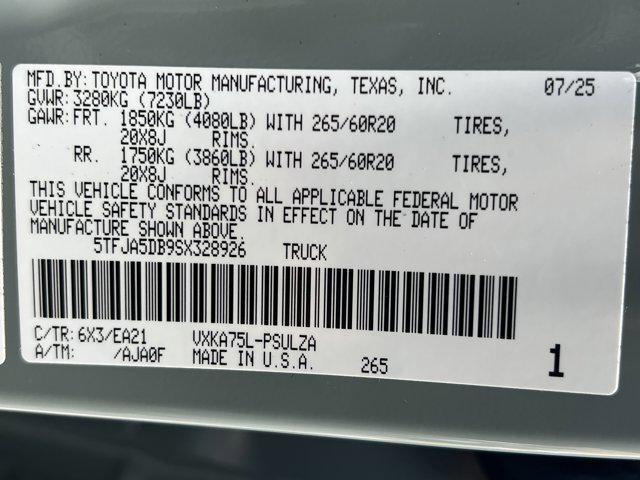 MFD.BY: TOYOTA MOTOR MANUFACTURING, TEXAS, INC. 07/25
GVWR: 3280KG (7230LB)
GAWR: FRT. 1850KG (4080LB) WITH 265/60R20 TIRES,
20X8J RIMS.
RR. 1750KG (3860LB) WITH 265/60R20 TIRES,
20X8J RIMS.
THIS VEHICLE CONFORMS TO ALL APPLICABLE FEDERAL MOTOR
VEHICLE SAFETY STANDARDS IN EFFECT ON THE DATE OF
MANUFACTURE SHOWN ABOVE.
5TFJA5DB9SX328926 TRUCK
C/TR: 6X3/EA21 VXKA75L-PSULZA
A/TM: /AJA0F MADE IN U.S.A. 265 1